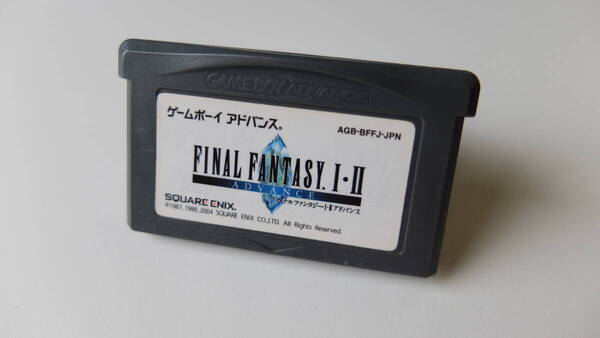 GAME BOY ADVANCE
ゲームボーイ アドバンス®
AGB-BFFJ-JPN
FINAL FANTASY. I・II
ADVANCE
ファイナルファンタジーI・IIアドバンス
SQUARE ENIX.
©1987, 1988, 2004 SQUARE ENIX CO.,LTD. All Rights Reserved.